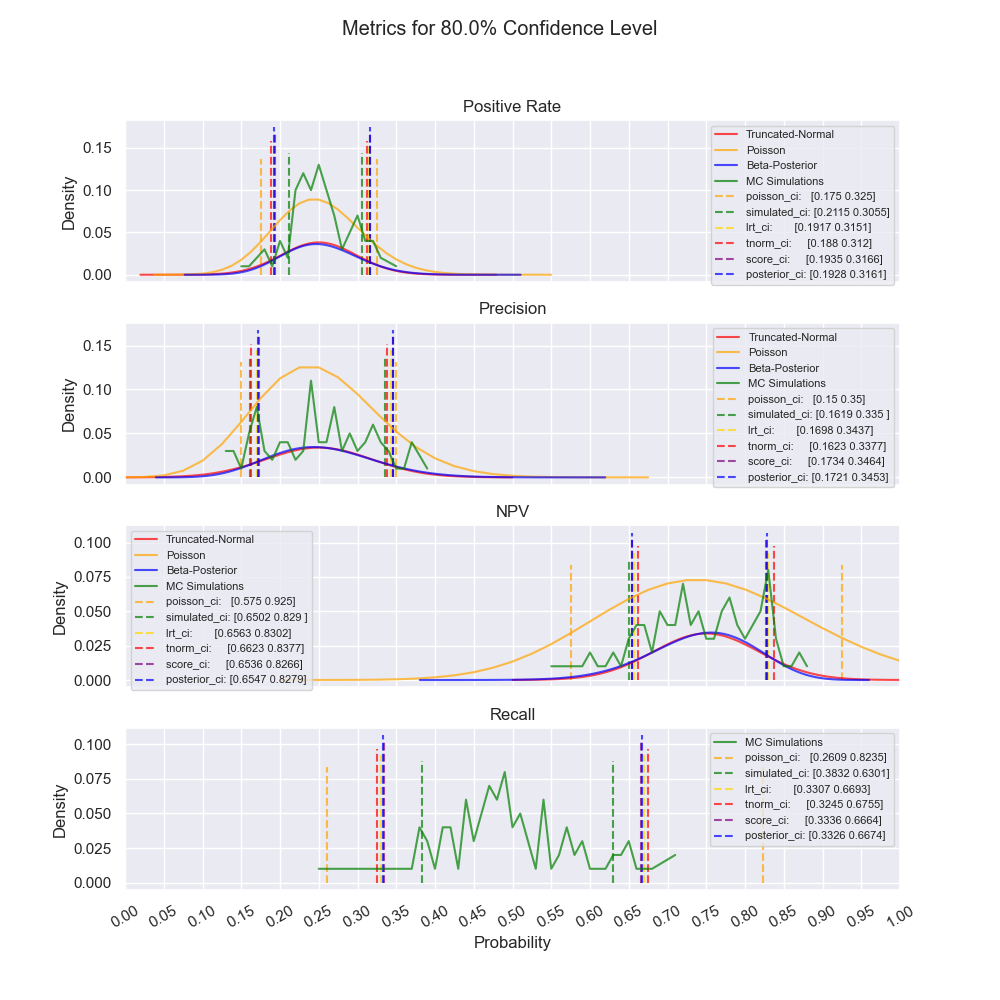 Metrics for 80.0% Confidence Level
Positive Rate
Density
0.15
0.10
0.05
0.00
Truncated-Normal
Poisson
Beta-Posterior
MC Simulations
poisson_ci: [0.175 0.325]
simulated_ci: [0.2115 0.3055]
lrt_ci: [0.1917 0.3151]
tnorm_ci: [0.188 0.312]
score_ci: [0.1935 0.3166]
posterior_ci: [0.1928 0.3161]
Precision
Density
0.15
0.10
0.05
0.00
Truncated-Normal
Poisson
Beta-Posterior
MC Simulations
poisson_ci: [0.15 0.35]
simulated_ci: [0.1619 0.335 ]
lrt_ci: [0.1698 0.3437]
tnorm_ci: [0.1623 0.3377]
score_ci: [0.1734 0.3464]
posterior_ci: [0.1721 0.3453]
NPV
Density
0.100
0.075
0.050
0.025
0.000
Truncated-Normal
Poisson
Beta-Posterior
MC Simulations
poisson_ci: [0.575 0.925]
simulated_ci: [0.6502 0.829 ]
lrt_ci: [0.6563 0.8302]
tnorm_ci: [0.6623 0.8377]
score_ci: [0.6536 0.8266]
posterior_ci: [0.6547 0.8279]
Recall
Density
0.100
0.075
0.050
0.025
0.000
MC Simulations
poisson_ci: [0.2609 0.8235]
simulated_ci: [0.3832 0.6301]
lrt_ci: [0.3307 0.6693]
tnorm_ci: [0.3245 0.6755]
score_ci: [0.3336 0.6664]
posterior_ci: [0.3326 0.6674]
0.00 0.05 0.10 0.15 0.20 0.25 0.30 0.35 0.40 0.45 0.50 0.55 0.60 0.65 0.70 0.75 0.80 0.85 0.90 0.95 1.00
Probability